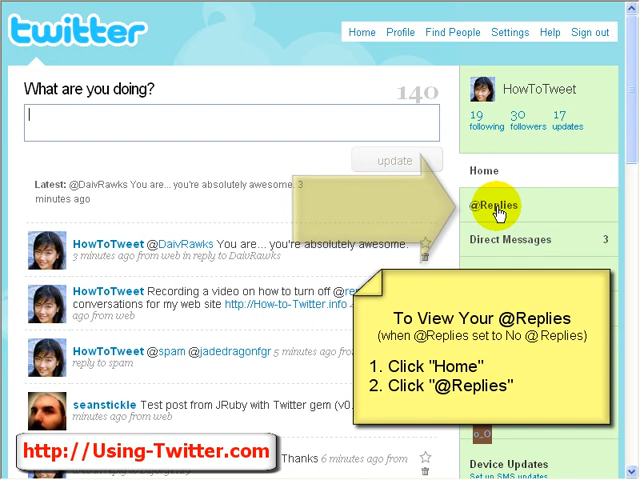 twitter
Home Profile Find People Settings Help Sign out
What are you doing?
140
HowToTweet
19 30 17
following followers updates
update
Home
Latest: @DaivRawks You are... you're absolutely awesome. 3
minutes ago
@Replies
Direct Messages 3
HowToTweet @DaivRawks You are... you're absolutely awesome.
3 minutes ago from web in reply to DaivRawks
HowToTweet Recording a video on how to turn off @rep
conversations for my web site http://How-to-Twitter.info
ago from web
HowToTweet @spam @jadedragonfgr 5 minutes ago from
reply to spam
seanstickle Test post from JRuby with Twitter gem (v0.
minutes ago from web
Thanks 6 minutes ago
To View Your @Replies
(when @Replies set to No @ Replies)
1. Click "Home"
2. Click "@Replies"
http://Using-Twitter.com
o_O
Device Updates
Set up SMS updates